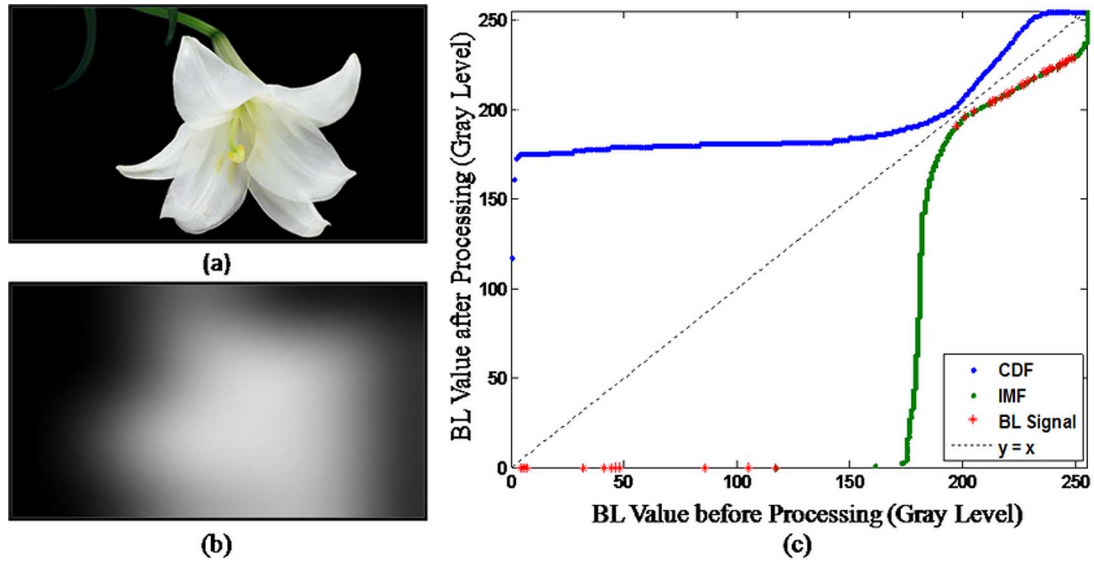 (a)
(b)
BL Value after Processing (Gray Level)
250
200
150
100
50
0
0 50 100 150 200 250
CDF
IMF
BL Signal
y = x
BL Value before Processing (Gray Level)
(c)